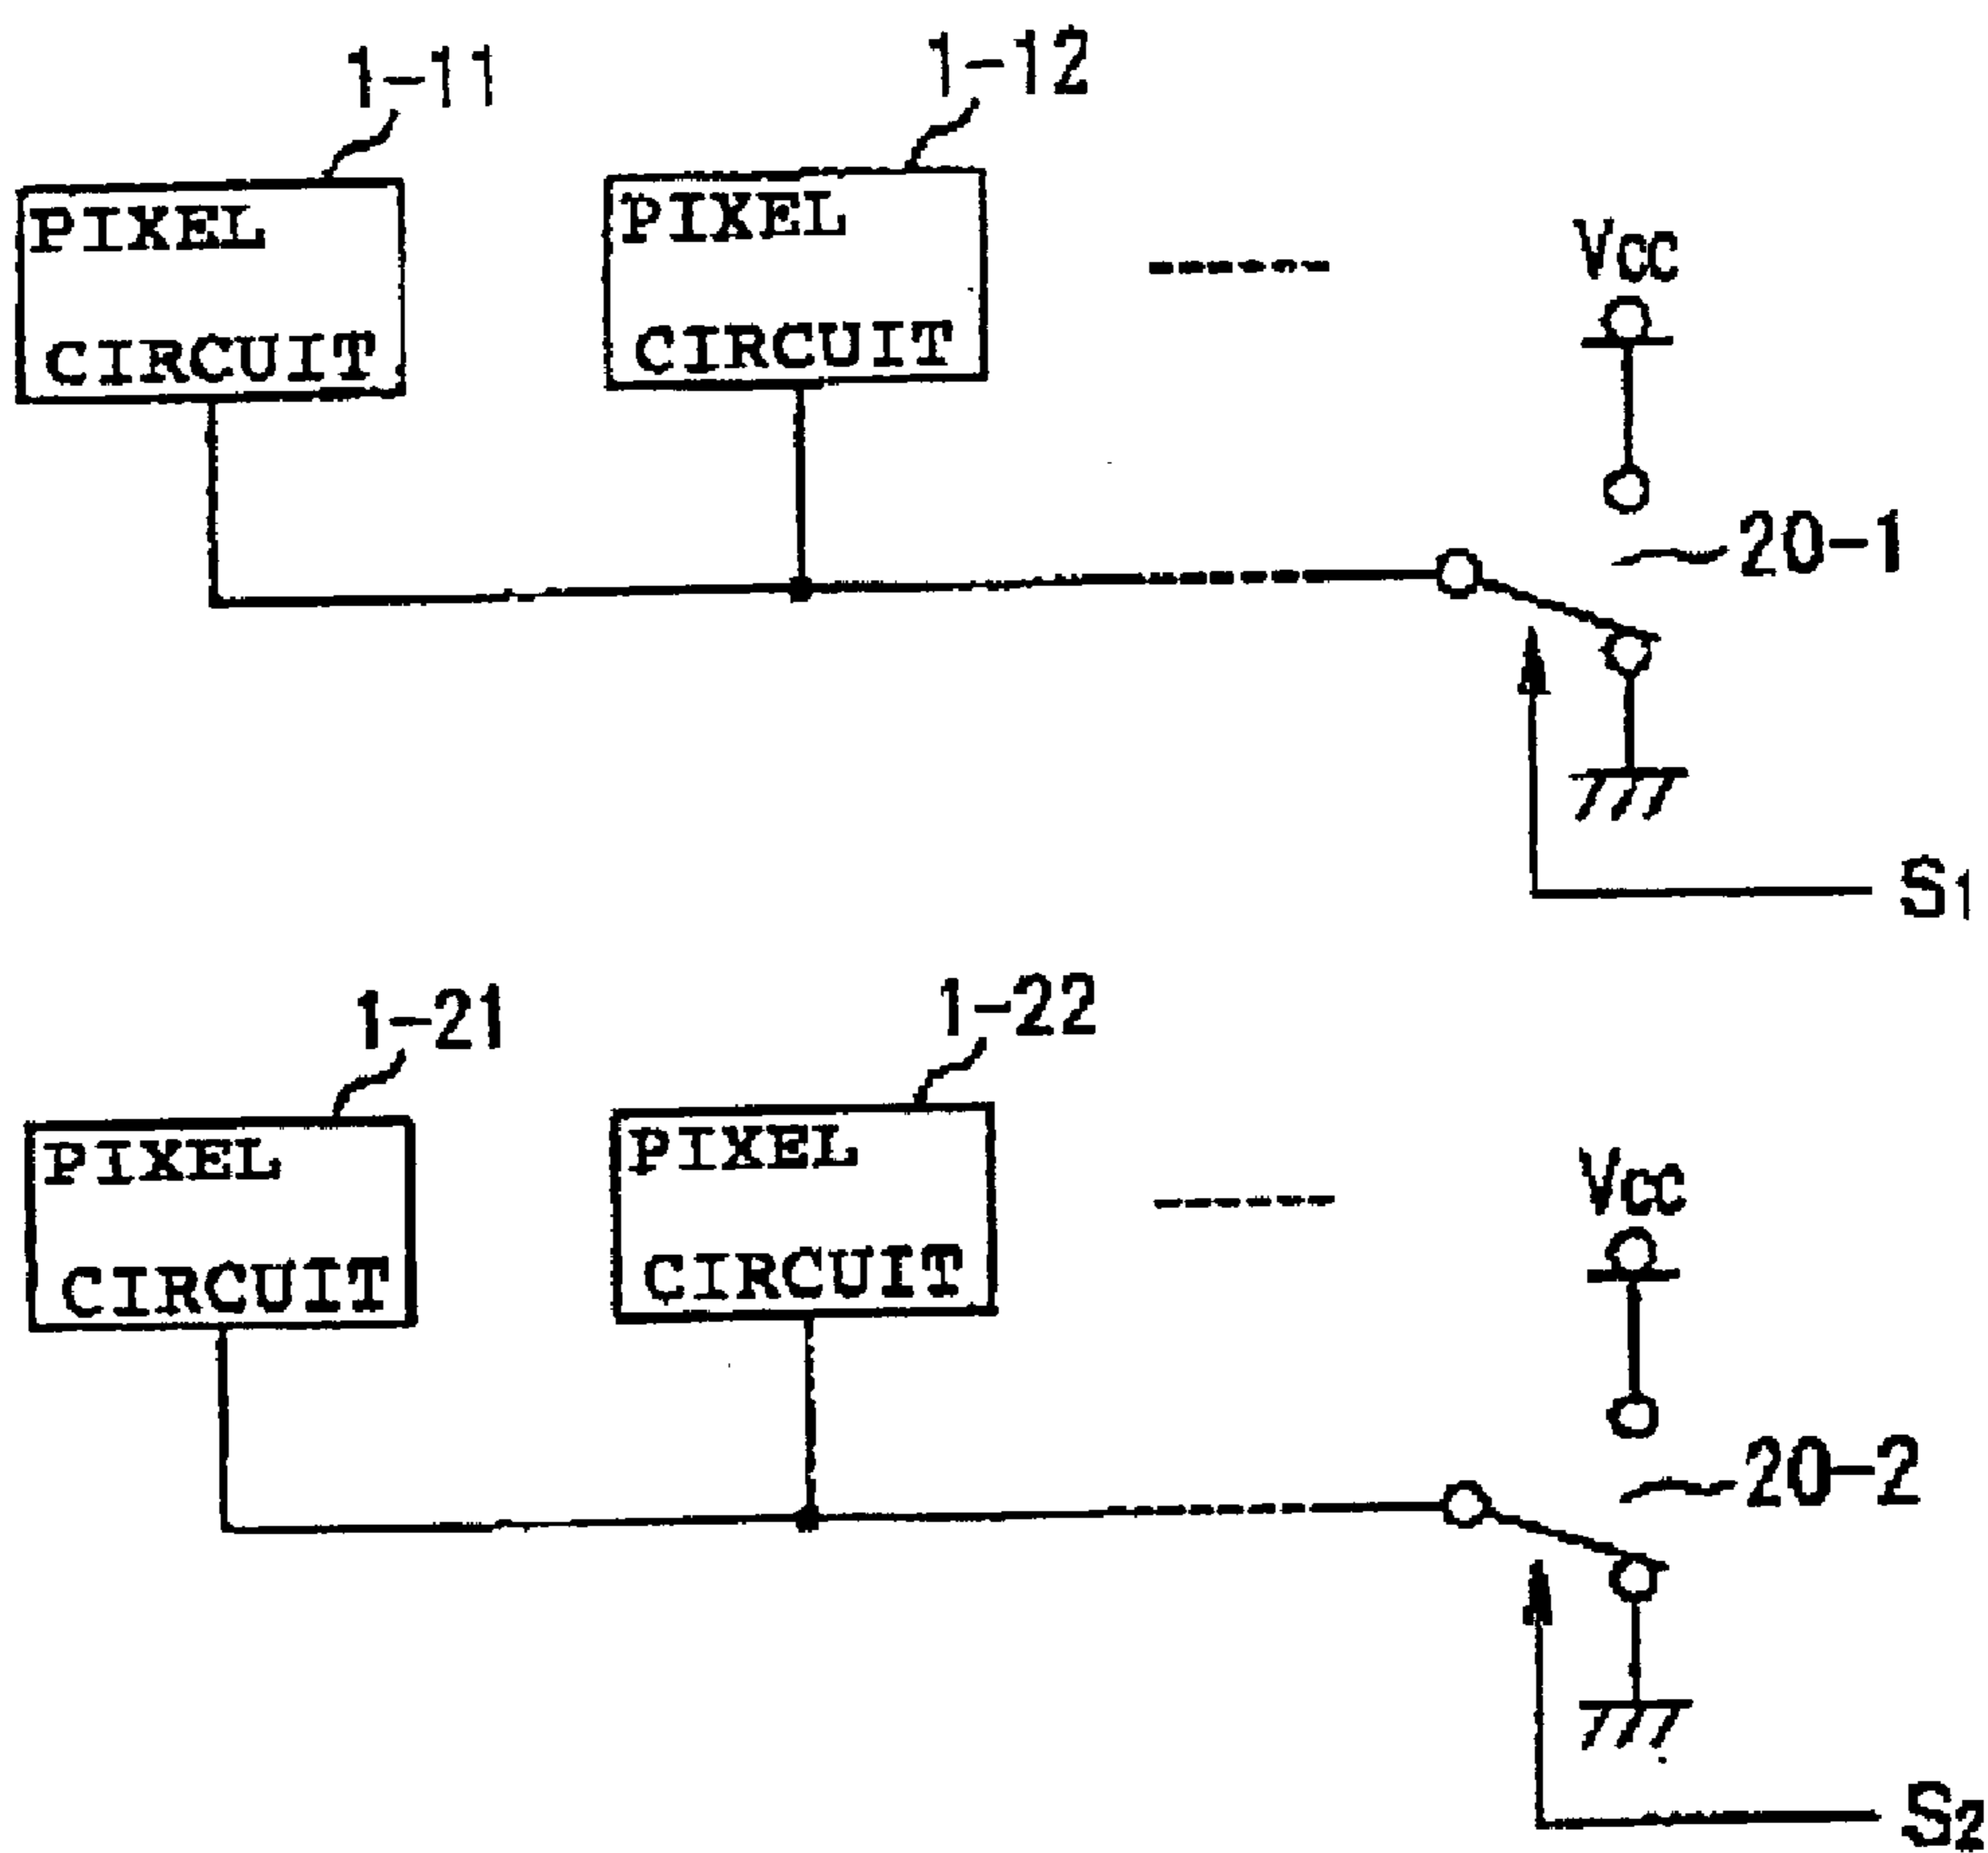 1-11
1-12
PIXEL
CIRCUIT
PIXEL
CIRCUIT
VCC
20-1
S1
1-21
1-22
PIXEL
CIRCUIT
PIXEL
CIRCUIT
VCC
20-2
S2